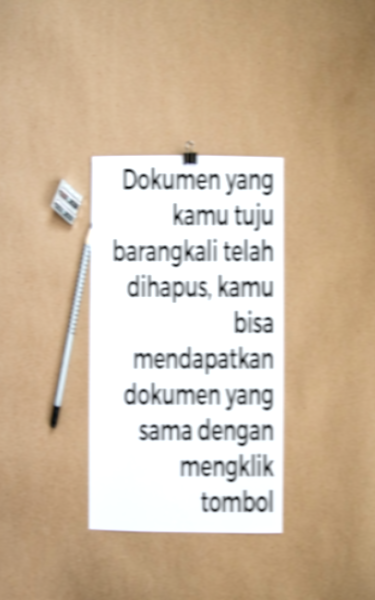 Dokumen yang
kamu tuju
barangkali telah
dihapus, kamu
bisa
mendapatkan
dokumen yang
sama dengan
mengklik
tombol